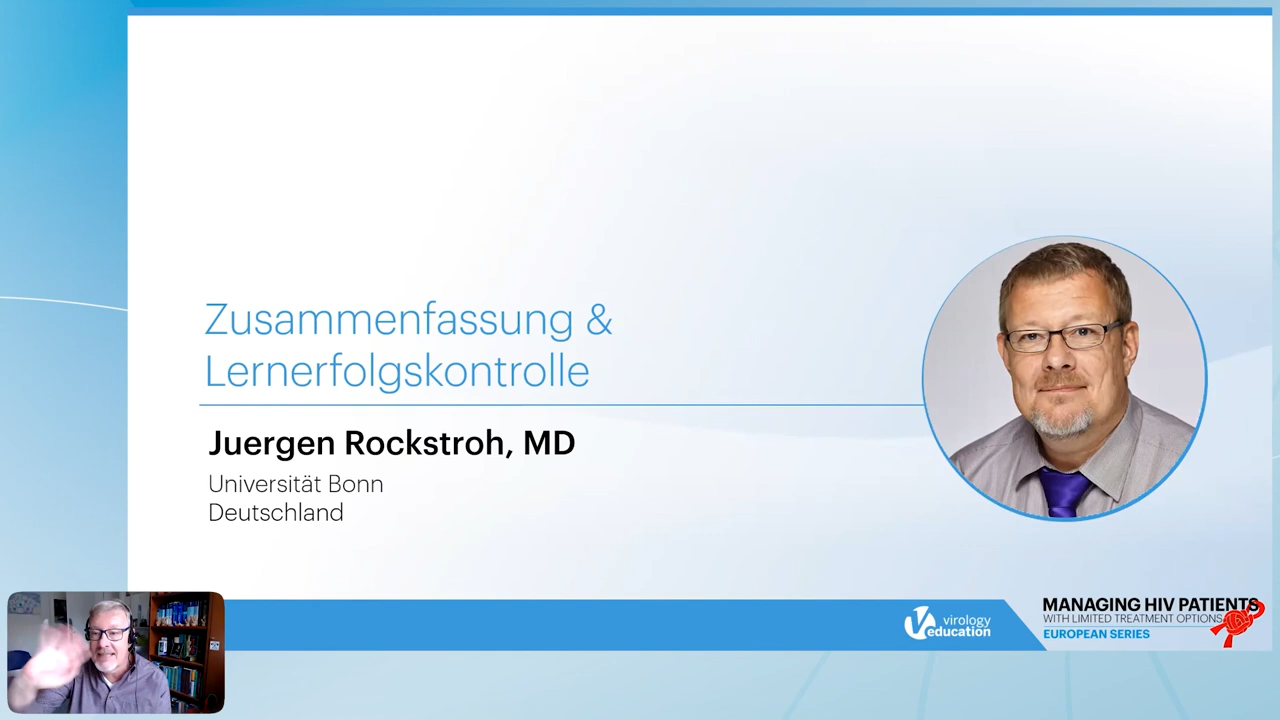 Zusammenfassung &
Lernerfolgskontrolle
Juergen Rockstroh, MD
Universität Bonn
Deutschland
virology
education
MANAGING HIV PATIENTS
WITH LIMITED TREATMENT OPTIONS
EUROPEAN SERIES